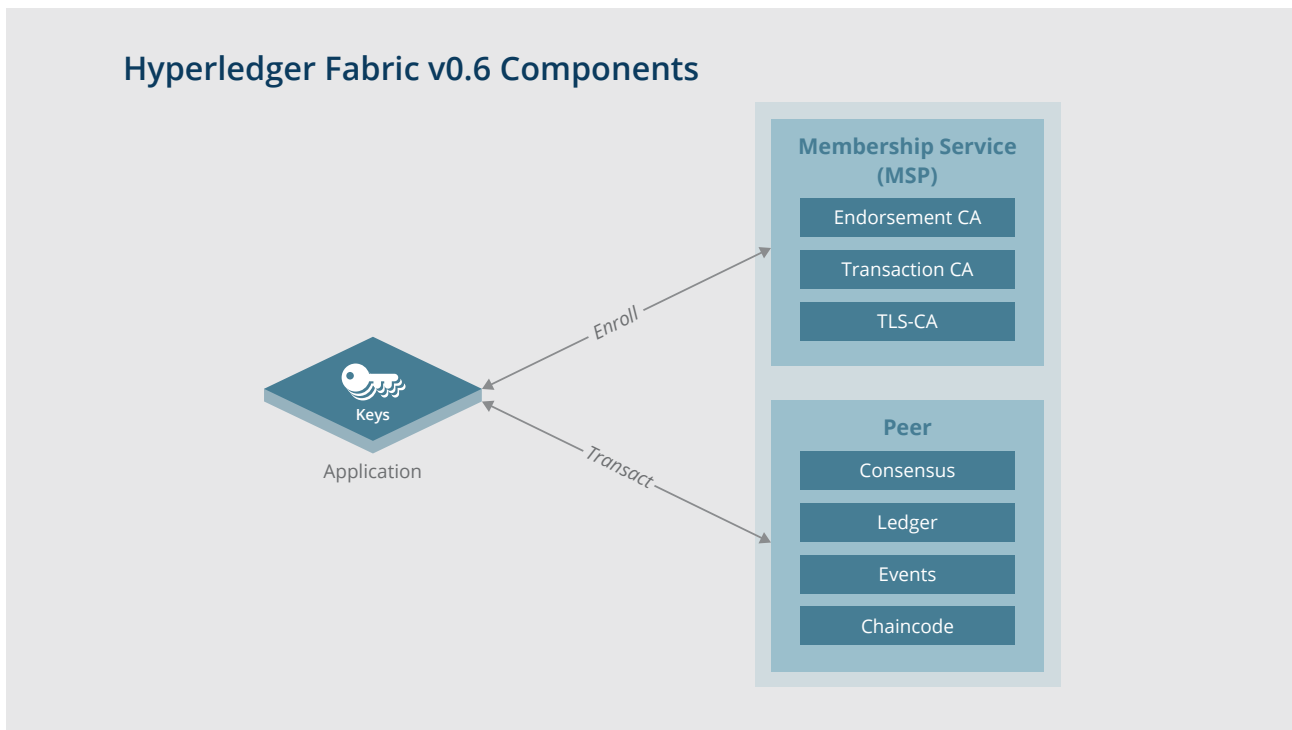 Hyperledger Fabric v0.6 Components
Membership Service
(MSP)
Endorsement CA
Transaction CA
TLS-CA
Enroll
Keys
Application
Transact
Peer
Consensus
Ledger
Events
Chaincode